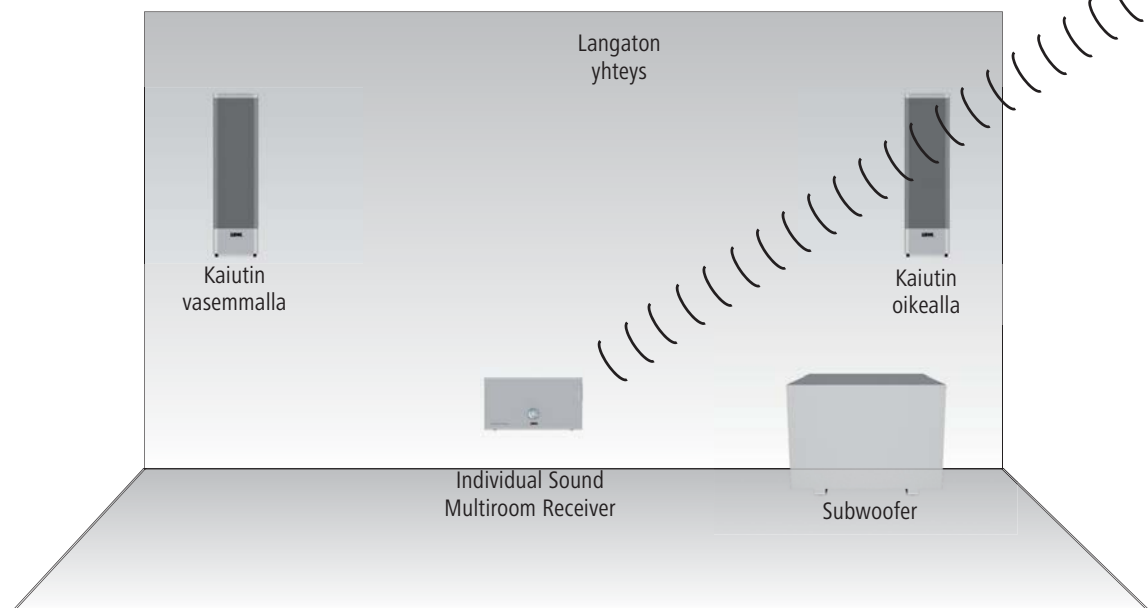 Langaton
yhteys
Kaiutin
vasemmalla
Kaiutin
oikealla
Individual Sound
Multiroom Receiver
Subwoofer